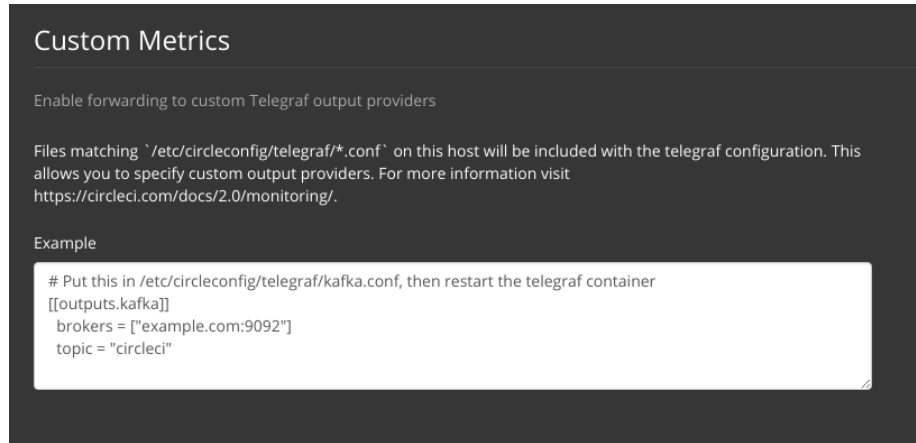 Custom Metrics
Enable forwarding to custom Telegraf output providers
Files matching `/etc/circleconfig/telegraf/*.conf` on this host will be included with the telegraf configuration. This
allows you to specify custom output providers. For more information visit
https://circleci.com/docs/2.0/monitoring/.
Example
# Put this in /etc/circleconfig/telegraf/kafka.conf, then restart the telegraf container
[[outputs.kafka]]
  brokers = ["example.com:9092"]
  topic = "circleci"